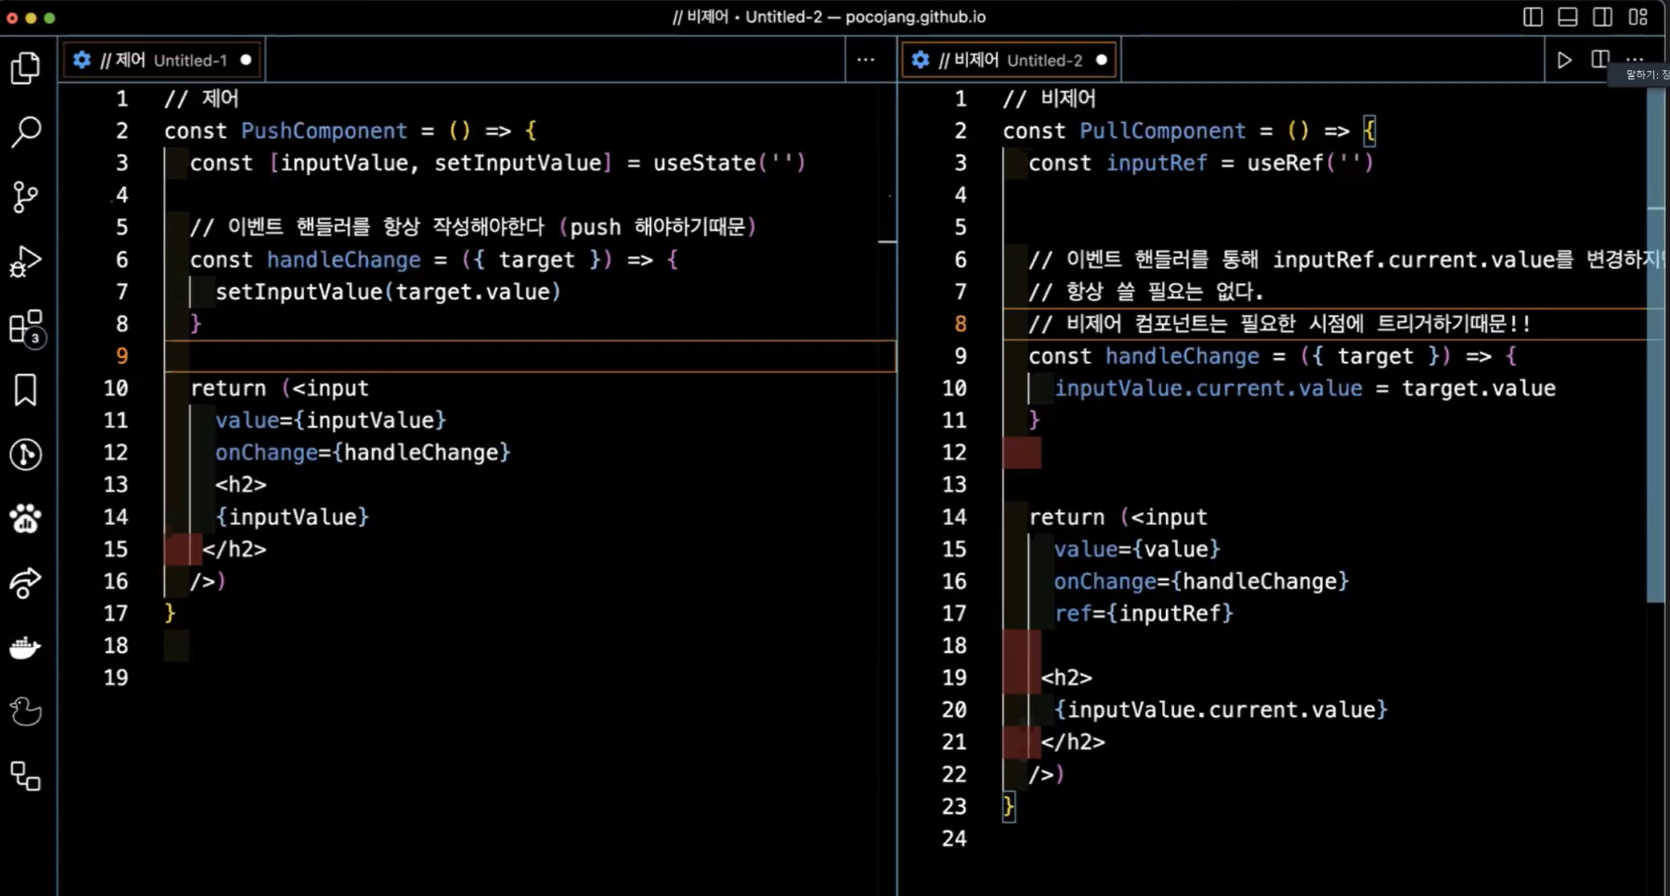 // 비제어 • Untitled-2 — pocojang.github.io
// 제어 Untitled-1
1 // 제어
2 const PushComponent = () => {
3 const [inputValue, setInputValue] = useState('')
4
5 // 이벤트 핸들러를 항상 작성해야한다 (push 해야하기때문)
6 const handleChange = ({ target }) => {
7 setInputValue(target.value)
8 }
9
10 return (<input
11 value={inputValue}
12 onChange={handleChange}
13 <h2>
14 {inputValue}
15 </h2>
16 />)
17 }
18
19
3
// 비제어 Untitled-2
말하기:
1 // 비제어
2 const PullComponent = () => {
3 const inputRef = useRef('')
4
5
6 // 이벤트 핸들러를 통해 inputRef.current.value를 변경하지
7 // 항상 쓸 필요는 없다.
8 // 비제어 컴포넌트는 필요한 시점에 트리거하기때문!!
9 const handleChange = ({ target }) => {
10 inputValue.current.value = target.value
11 }
12
13
14 return (<input
15 value={value}
16 onChange={handleChange}
17 ref={inputRef}
18
19 <h2>
20 {inputValue.current.value}
21 </h2>
22 />)
23 }
24